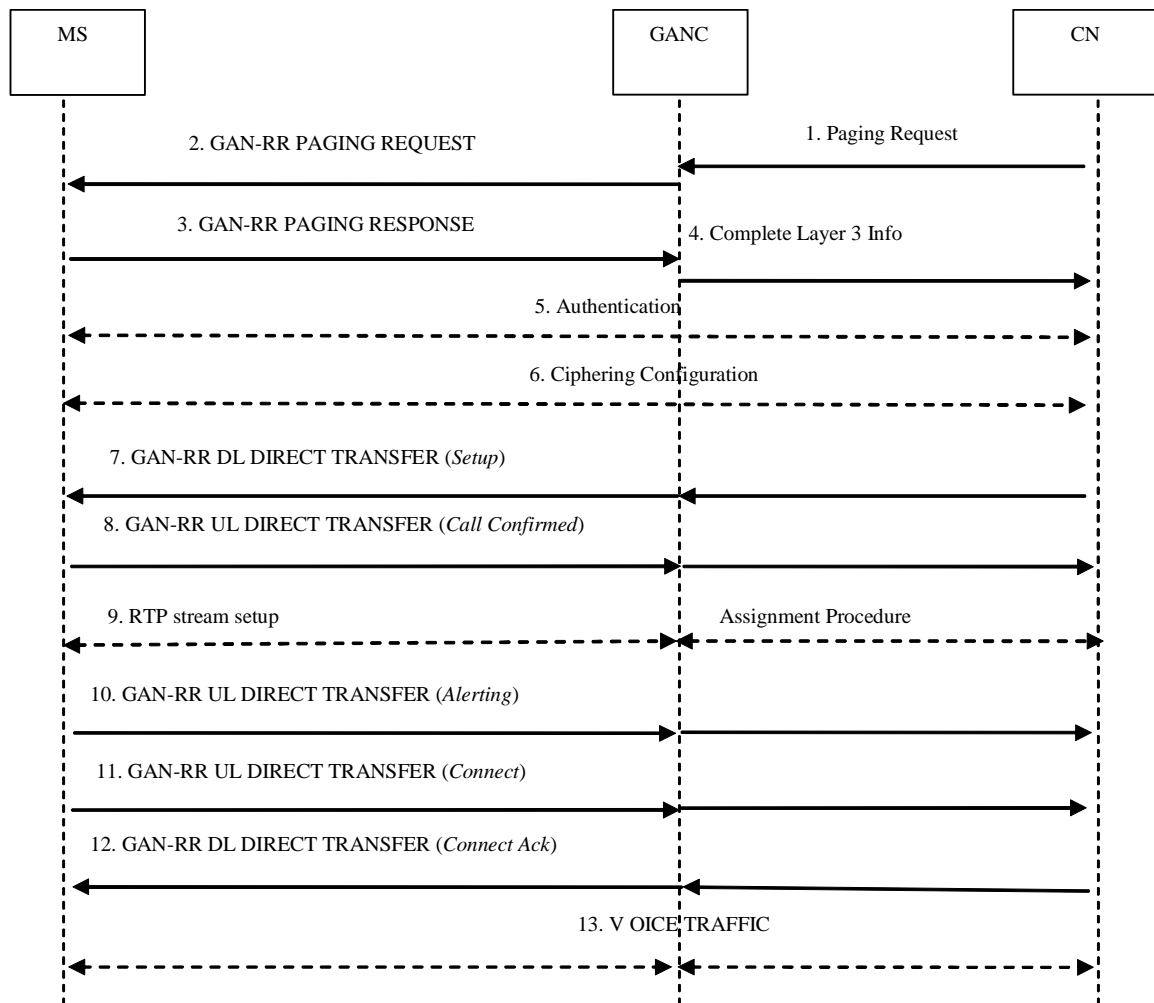 MS
GANC
CN
1. Paging Request
2. GAN-RR PAGING REQUEST
3. GAN-RR PAGING RESPONSE
4. Complete Layer 3 Info
5. Authentication
6. Ciphering Configuration
7. GAN-RR DL DIRECT TRANSFER (Setup)
8. GAN-RR UL DIRECT TRANSFER (Call Confirmed)
9. RTP stream setup
Assignment Procedure
10. GAN-RR UL DIRECT TRANSFER (Alerting)
11. GAN-RR UL DIRECT TRANSFER (Connect)
12. GAN-RR DL DIRECT TRANSFER (Connect Ack)
13. V OICE TRAFFIC